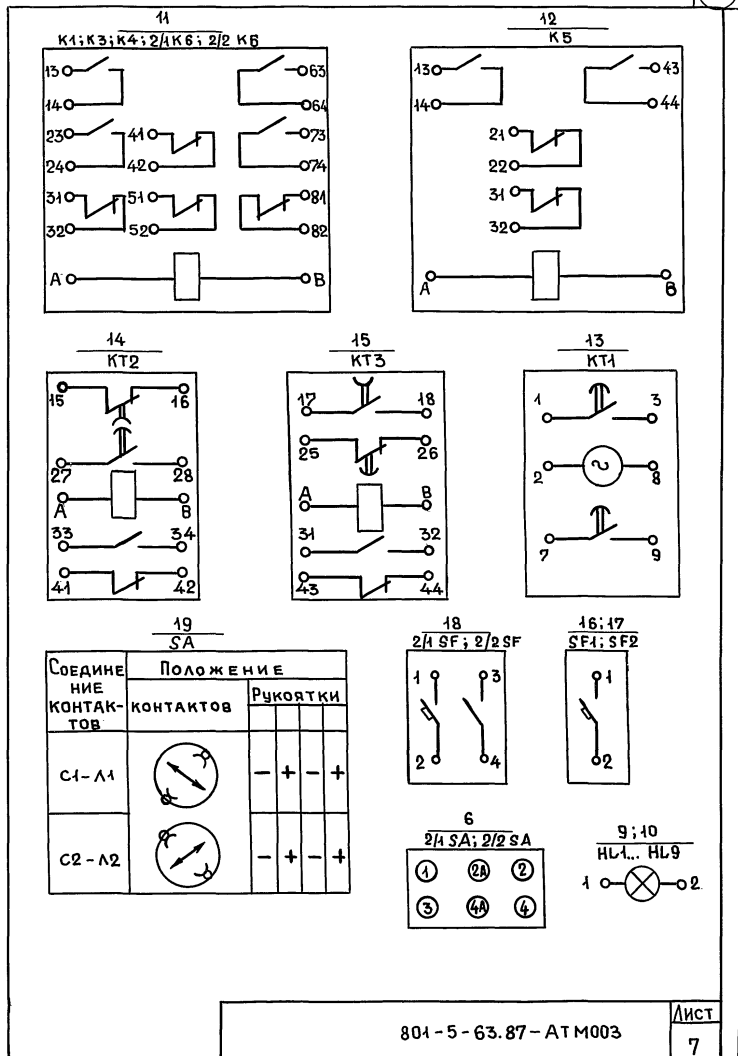 11
К1; К3; К4; 2/1К6; 2/2 К6
13 63
14 64
23 41 73
24 42 74
31 51 81
32 52 82
А В
12
К5
13 43
14 44
21
22
31
32
А В
14
КТ2
15 16
27 28
А В
33 34
41 42
15
КТ3
17 18
25 26
А В
31 32
43 44
13
КТ1
1 3
2 ~ 8
7 9
19
SA
Соедине
ние
контак-
тов
Положение
контактов
Рукоятки
С1-Л1 - + - +
С2-Л2 - + - +
18
2/1 SF; 2/2SF
1 3
2 4
16; 17
SF1; SF2
1
2
6
2/1 SA; 2/2 SA
1 2А 2
3 4А 4
9; 10
HL1... HL9
1 2
801-5-63.87-АТМ003
Лист
7